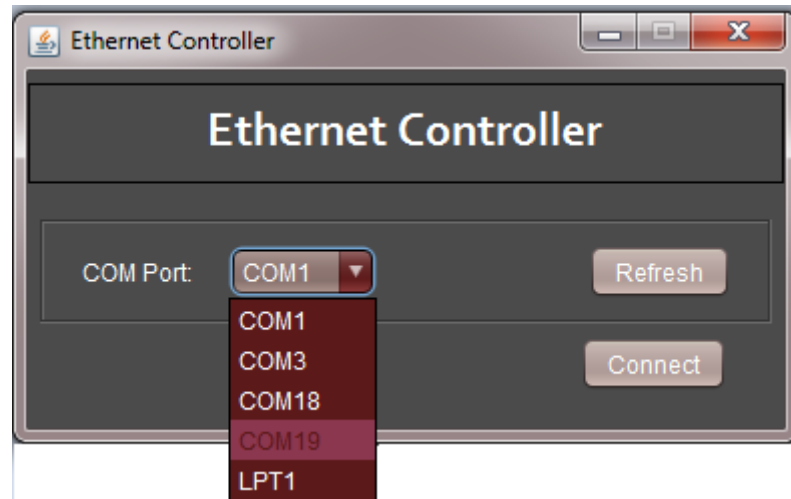 Ethernet Controller
Ethernet Controller
COM Port: COM1 Refresh
COM1
COM3
Connect
COM18
COM19
LPT1